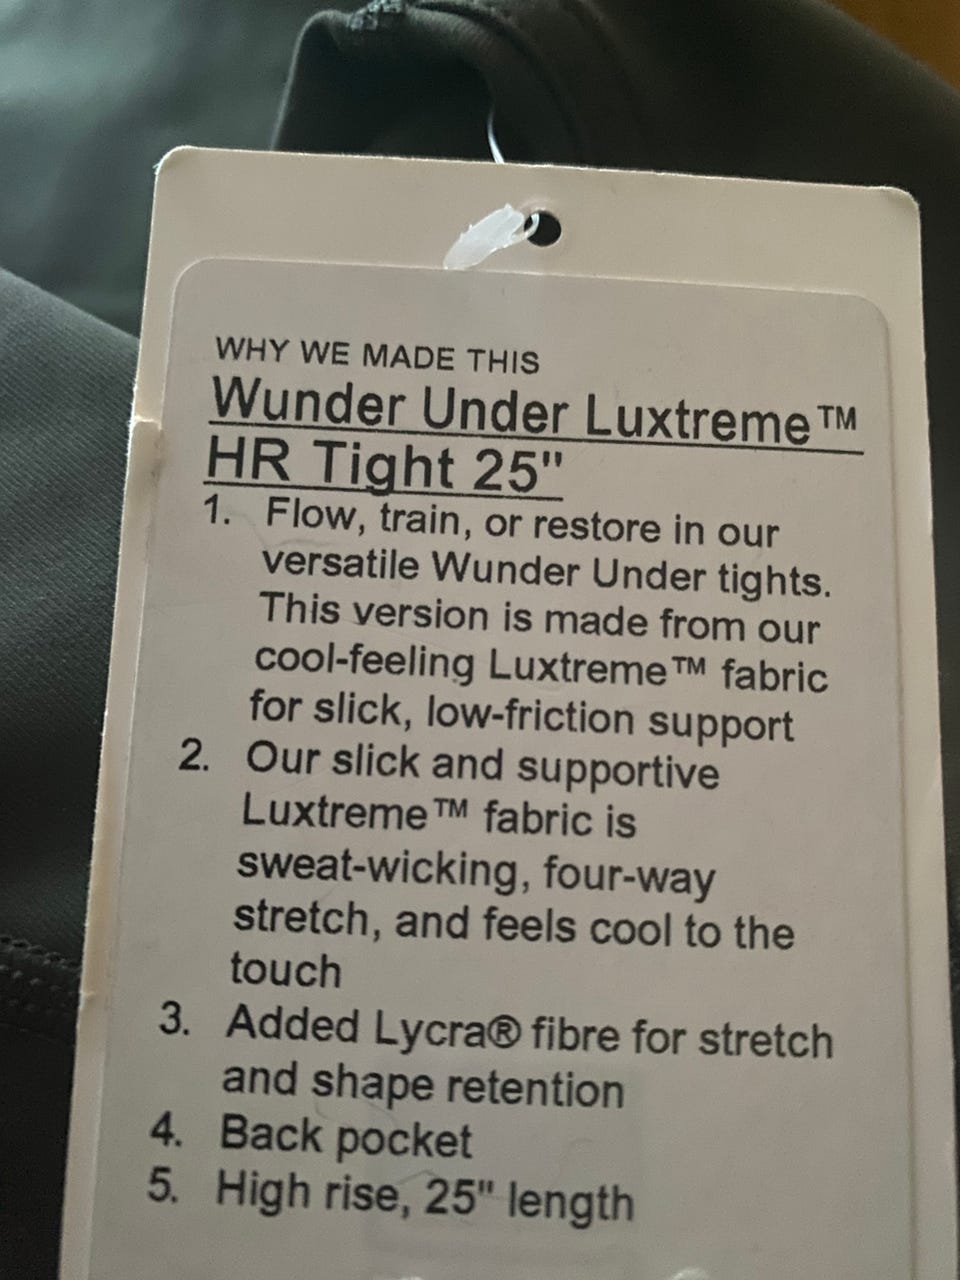 WHY WE MADE THIS
Wunder Under Luxtreme™
HR Tight 25"
1. Flow, train, or restore in our
versatile Wunder Under tights.
This version is made from our
cool-feeling Luxtreme™ fabric
for slick, low-friction support
2. Our slick and supportive
Luxtreme™ fabric is
sweat-wicking, four-way
stretch, and feels cool to the
touch
3. Added Lycra® fibre for stretch
and shape retention
4. Back pocket
5. High rise, 25" length